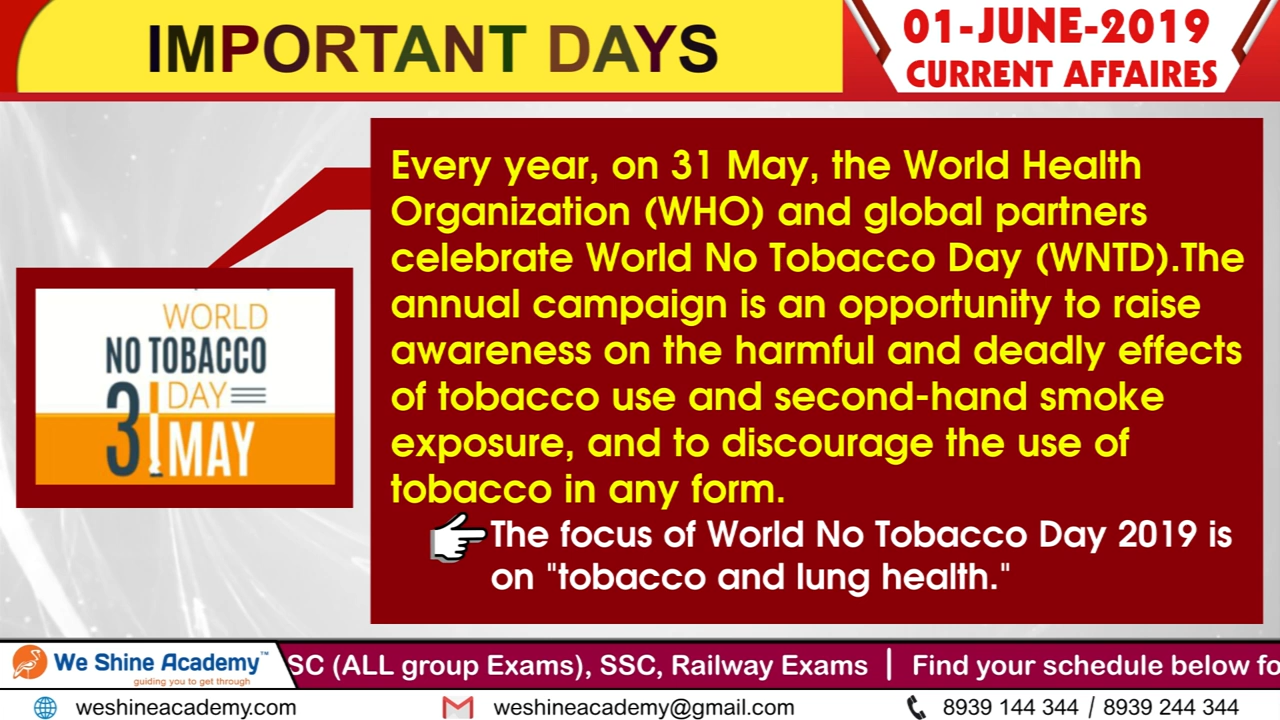 IMPORTANT DAYS
01-JUNE-2019
CURRENT AFFAIRES
Every year, on 31 May, the World Health
Organization (WHO) and global partners
celebrate World No Tobacco Day (WNTD).The
annual campaign is an opportunity to raise
awareness on the harmful and deadly effects
of tobacco use and second-hand smoke
exposure, and to discourage the use of
tobacco in any form.
The focus of World No Tobacco Day 2019 is
on "tobacco and lung health."
WORLD
NO TOBACCO
31 DAY
MAY
We Shine Academy™
guiding you to get through
SC (ALL group Exams), SSC, Railway Exams | Find your schedule below fo
weshineacademy.com
weshineacademy@gmail.com
8939 144 344 / 8939 244 344